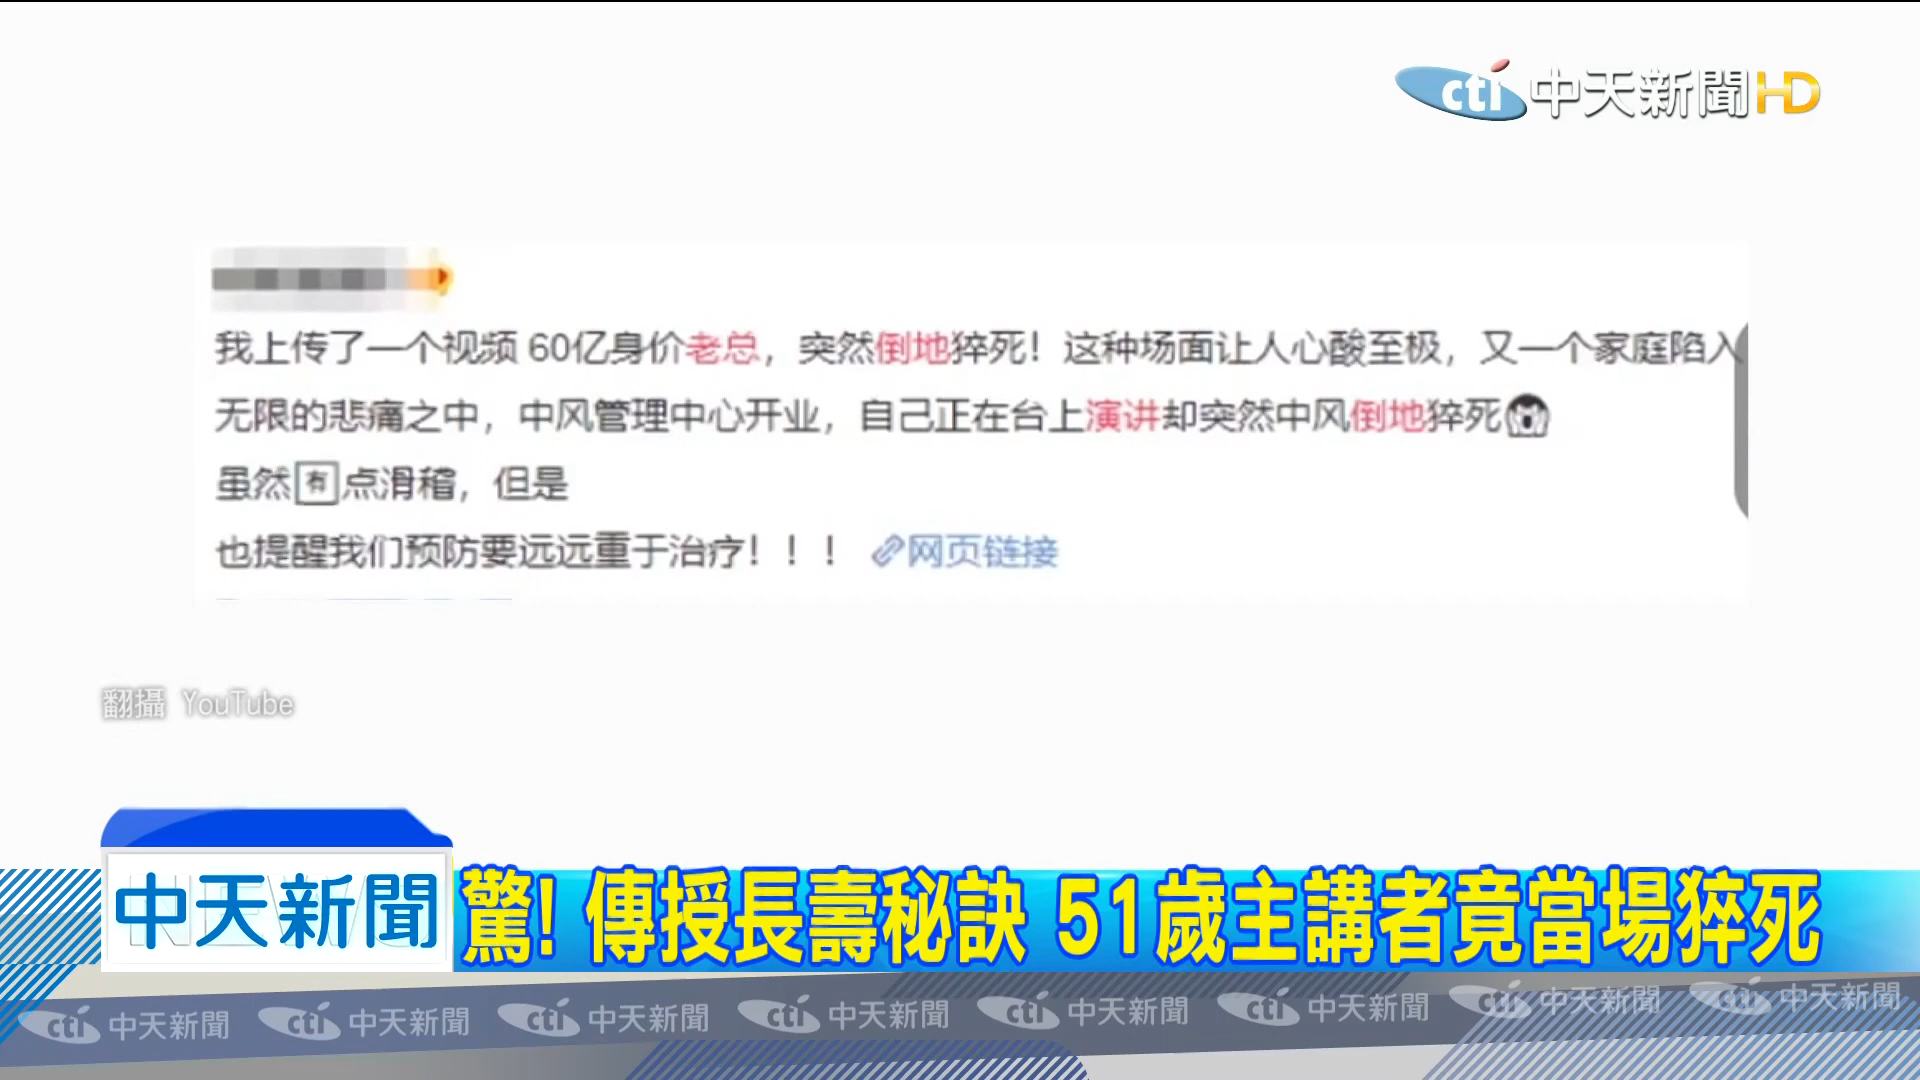 cti 中天新聞HD
我上传了一个视频 60亿身价老总，突然倒地猝死！这种场面让人心酸至极，又一个家庭陷入
无限的悲痛之中，中风管理中心开业，自己正在台上演讲却突然中风倒地猝死😱
虽然🈶点滑稽，但是
也提醒我们预防要远远重于治疗！！！ 网页链接
翻攝 YouTube
中天新聞
驚！傳授長壽秘訣 51歲主講者竟當場猝死
cti 中天新聞 cti 中天新聞 cti 中天新聞 cti 中天新聞 cti 中天新聞 cti 中天新聞 cti 中天新聞 cti 中天新聞